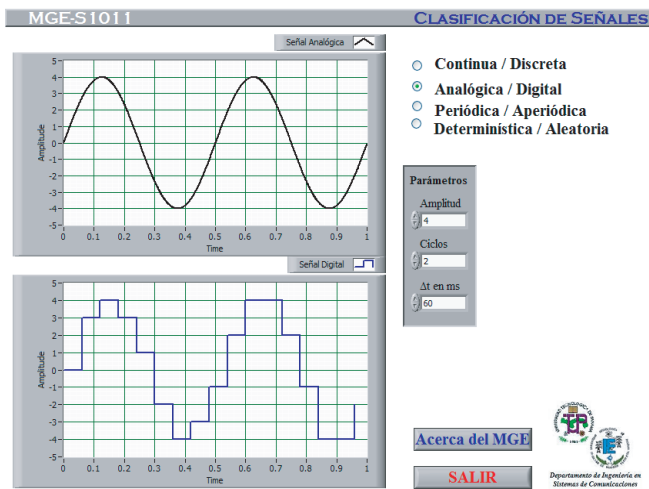 MGE-S1011
CLASIFICACIÓN DE SEÑALES
Señal Analógica
Amplitude
5
4
3
2
1
0
-1
-2
-3
-4
-5
0 0.1 0.2 0.3 0.4 0.5 0.6 0.7 0.8 0.9 1
Time
Señal Digital
Amplitude
5
4
3
2
1
0
-1
-2
-3
-4
-5
0 0.1 0.2 0.3 0.4 0.5 0.6 0.7 0.8 0.9 1
Time
Continua / Discreta
Analógica / Digital
Periódica / Aperiódica
Determinística / Aleatoria
Parámetros
Amplitud
4
Ciclos
2
Δt en ms
60
Acerca del MGE
SALIR
Departamento de Ingeniería en
Sistemas de Comunicaciones